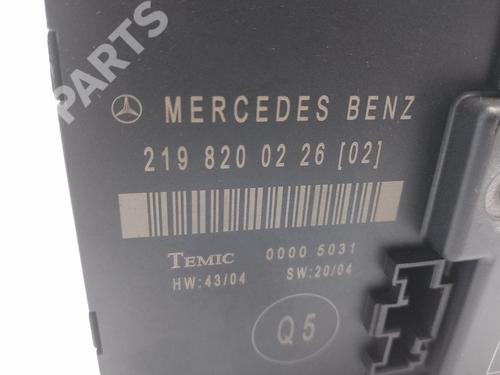 PARTS
MERCEDES BENZ
219 820 02 26 [02]
TEMIC 0000 5031
HW:43/04 SW:20/04
Q5